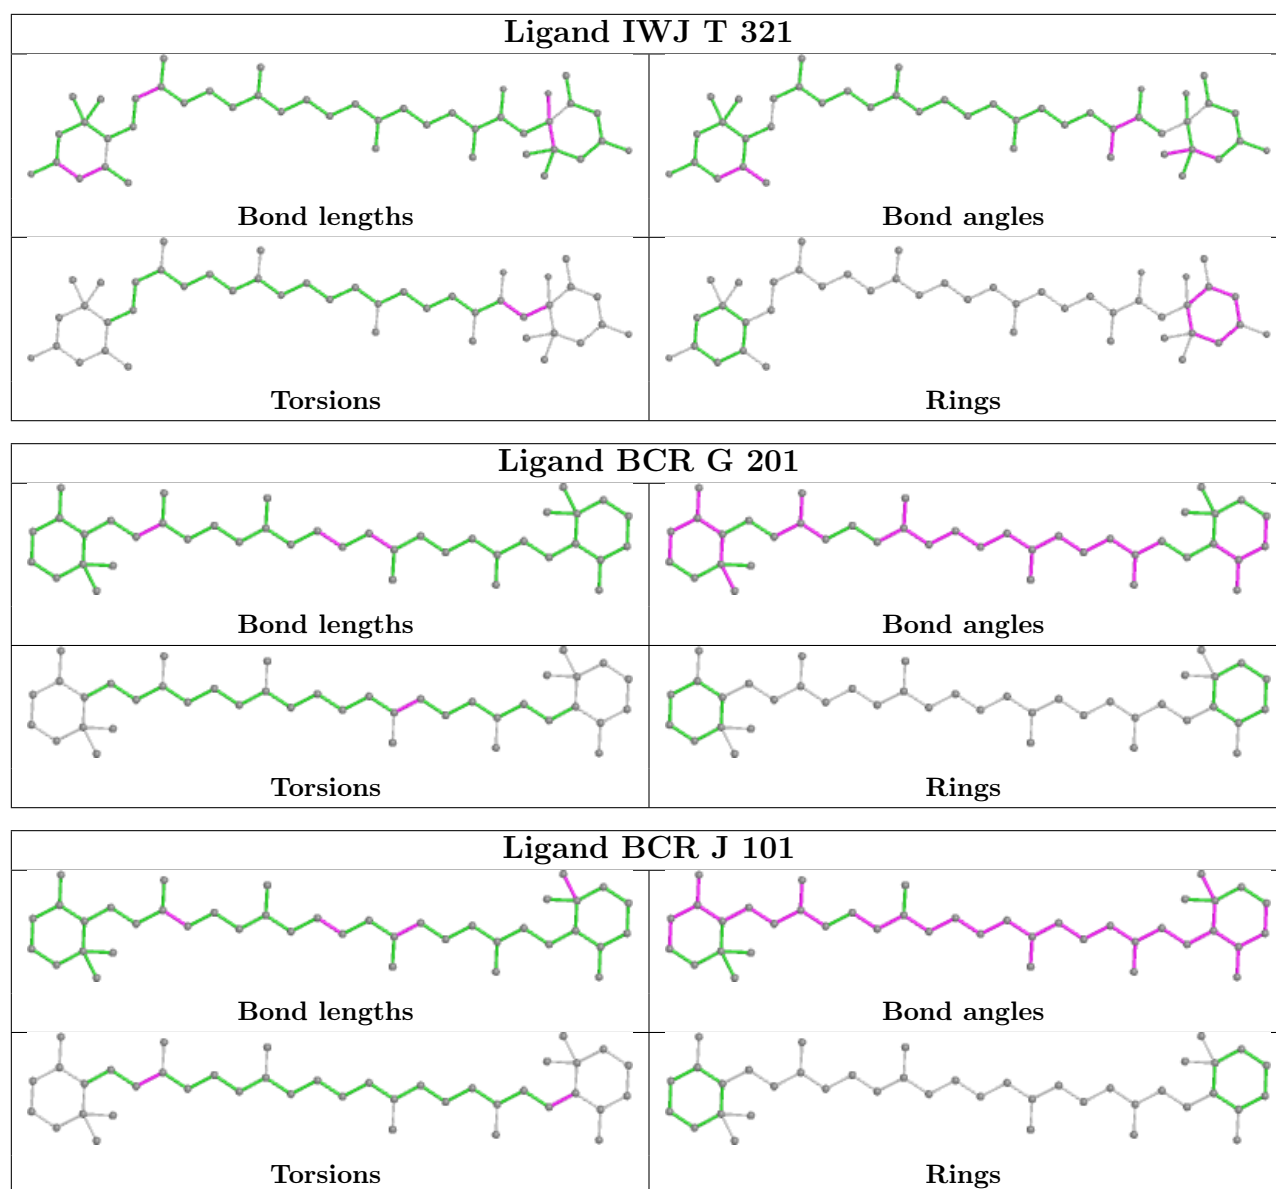 Ligand IWJ T 321
Bond lengths
Bond angles
Torsions
Rings
Ligand BCR G 201
Bond lengths
Bond angles
Torsions
Rings
Ligand BCR J 101
Bond lengths
Bond angles
Torsions
Rings